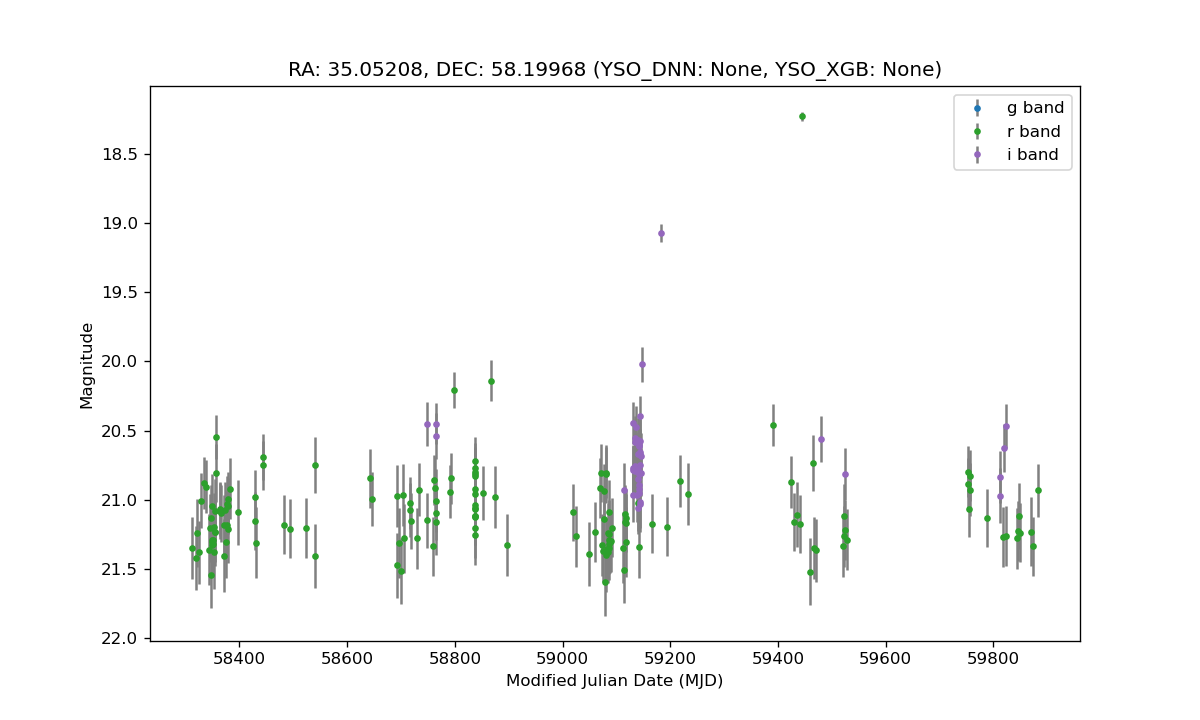 RA: 35.05208, DEC: 58.19968 (YSO_DNN: None, YSO_XGB: None)
g band
r band
i band
18.5
19.0
19.5
20.0
20.5
21.0
21.5
22.0
Magnitude
58400 58600 58800 59000 59200 59400 59600 59800
Modified Julian Date (MJD)